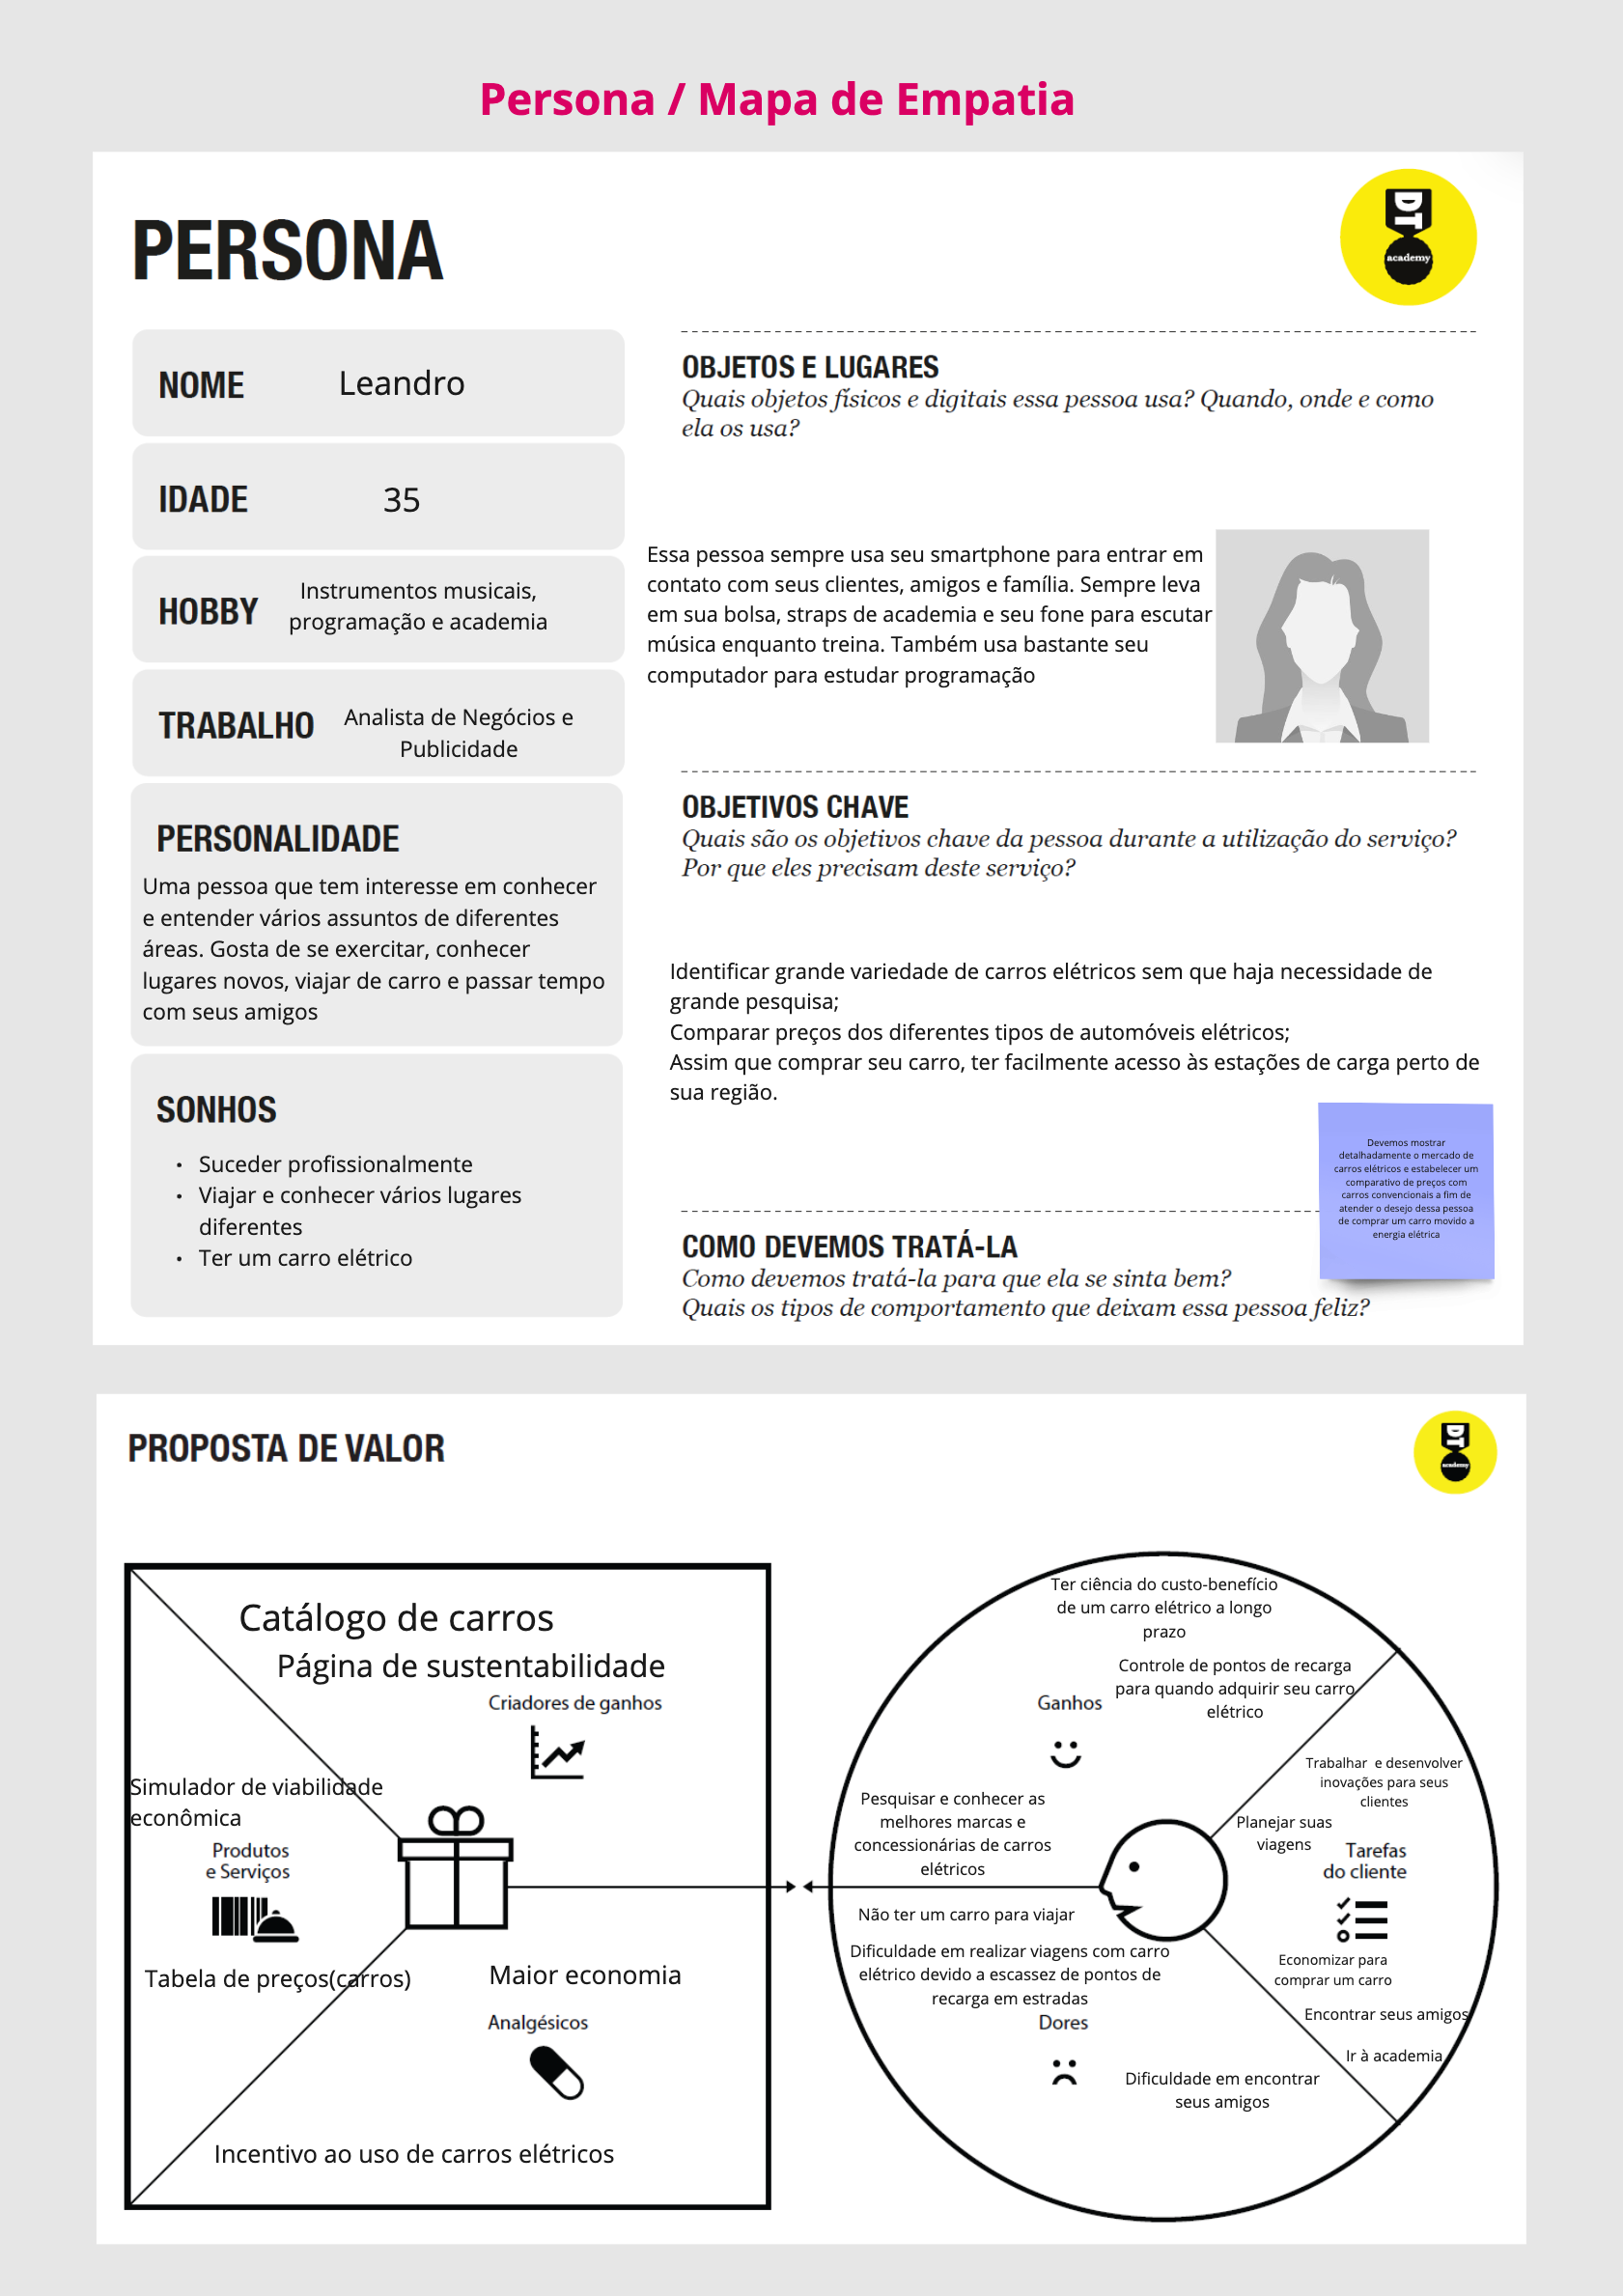 Persona / Mapa de Empatia
PERSONA
DT
academy
NOME
Leandro
IDADE
35
HOBBY
Instrumentos musicais,
programação e academia
TRABALHO
Analista de Negócios e
Publicidade
PERSONALIDADE
Uma pessoa que tem interesse em conhecer
e entender vários assuntos de diferentes
áreas. Gosta de se exercitar, conhecer
lugares novos, viajar de carro e passar tempo
com seus amigos
SONHOS
• Suceder profissionalmente
• Viajar e conhecer vários lugares
diferentes
• Ter um carro elétrico
OBJETOS E LUGARES
Quais objetos físicos e digitais essa pessoa usa? Quando, onde e como
ela os usa?
Essa pessoa sempre usa seu smartphone para entrar em
contato com seus clientes, amigos e família. Sempre leva
em sua bolsa, straps de academia e seu fone para escutar
música enquanto treina. Também usa bastante seu
computador para estudar programação
OBJETIVOS CHAVE
Quais são os objetivos chave da pessoa durante a utilização do serviço?
Por que eles precisam deste serviço?
Identificar grande variedade de carros elétricos sem que haja necessidade de
grande pesquisa;
Comparar preços dos diferentes tipos de automóveis elétricos;
Assim que comprar seu carro, ter facilmente acesso às estações de carga perto de
sua região.
Devemos mostrar
detalhadamente o mercado de
carros elétricos e estabelecer um
comparativo de preços com
carros convencionais a fim de
atender o desejo dessa pessoa
de comprar um carro movido a
energia elétrica
COMO DEVEMOS TRATÁ-LA
Como devemos tratá-la para que ela se sinta bem?
Quais os tipos de comportamento que deixam essa pessoa feliz?
PROPOSTA DE VALOR
DT
academy
Catálogo de carros
Página de sustentabilidade
Criadores de ganhos
Simulador de viabilidade
econômica
Produtos
e Serviços
Tabela de preços(carros)
Maior economia
Analgésicos
Incentivo ao uso de carros elétricos
Ter ciência do custo-benefício
de um carro elétrico a longo
prazo
Controle de pontos de recarga
para quando adquirir seu carro
elétrico
Ganhos
Pesquisar e conhecer as
melhores marcas e
concessionárias de carros
elétricos
Não ter um carro para viajar
Dificuldade em realizar viagens com carro
elétrico devido a escassez de pontos de
recarga em estradas
Dores
Dificuldade em encontrar
seus amigos
Trabalhar e desenvolver
inovações para seus
clientes
Planejar suas
viagens
Tarefas
do cliente
Economizar para
comprar um carro
Encontrar seus amigos
Ir à academia